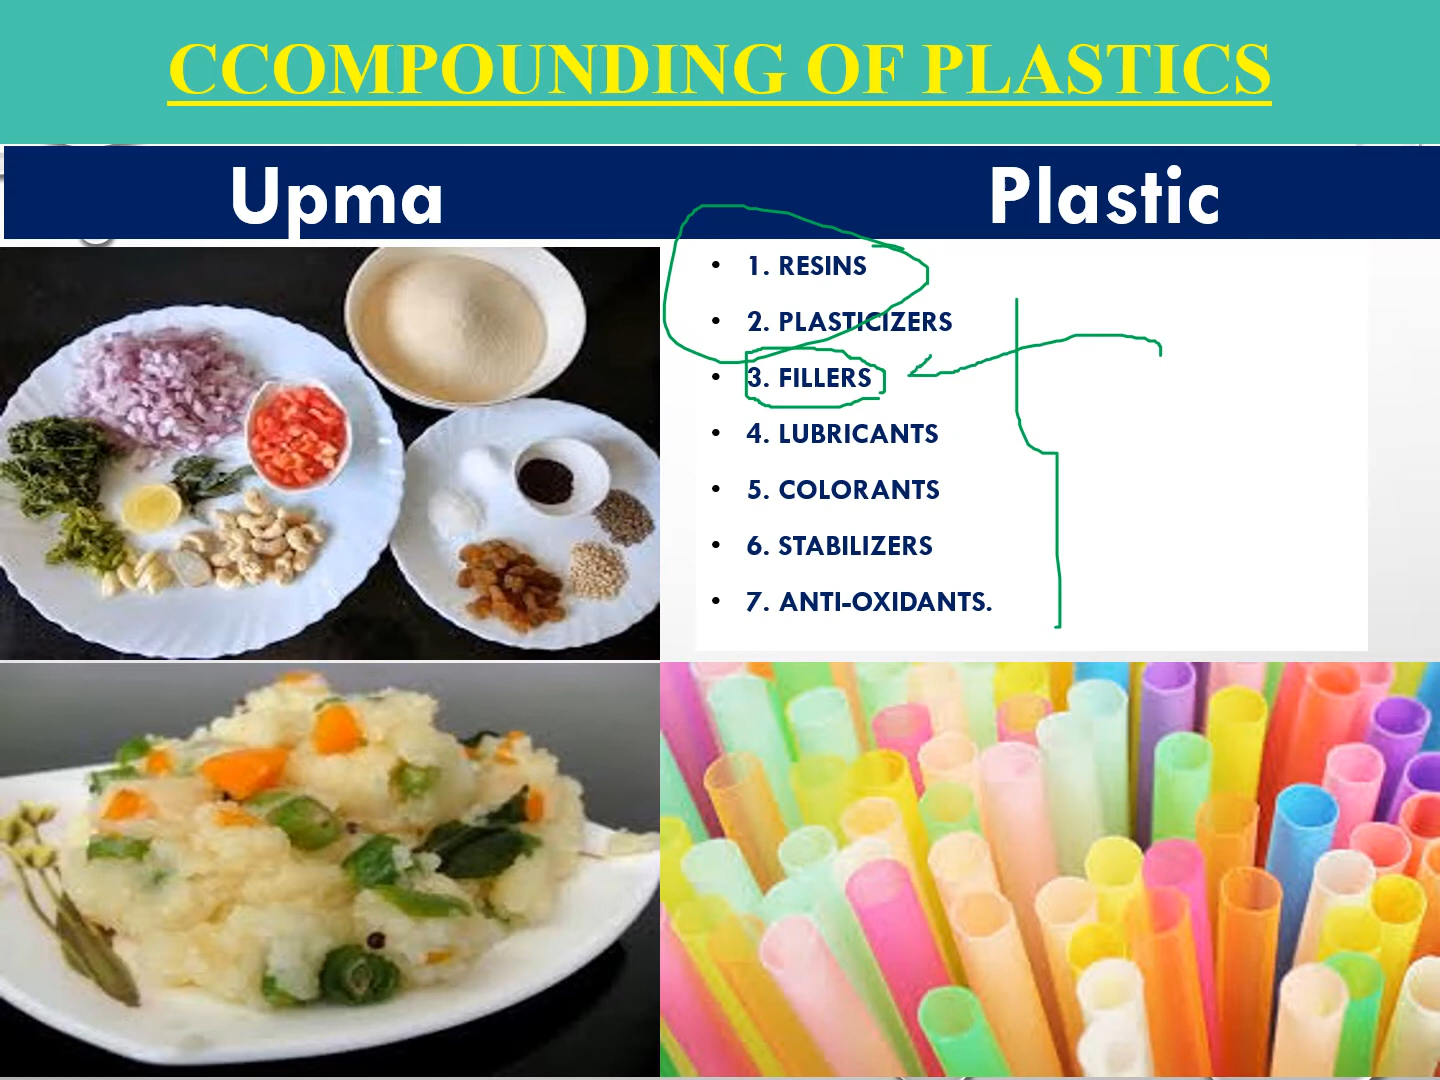 CCOMPOUNDING OF PLASTICS
Upma
Plastic
• 1. RESINS
• 2. PLASTICIZERS
• 3. FILLERS
• 4. LUBRICANTS
• 5. COLORANTS
• 6. STABILIZERS
• 7. ANTI-OXIDANTS.